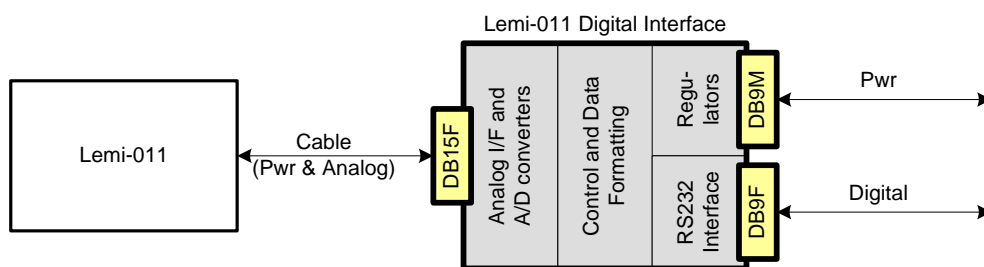 Lemi-011 Digital Interface
Lemi-011
Cable
(Pwr & Analog)
DB15F
Analog I/F and
A/D converters
Control and Data
Formatting
Regu-
lators
RS232
Interface
DB9M
DB9F
Pwr
Digital